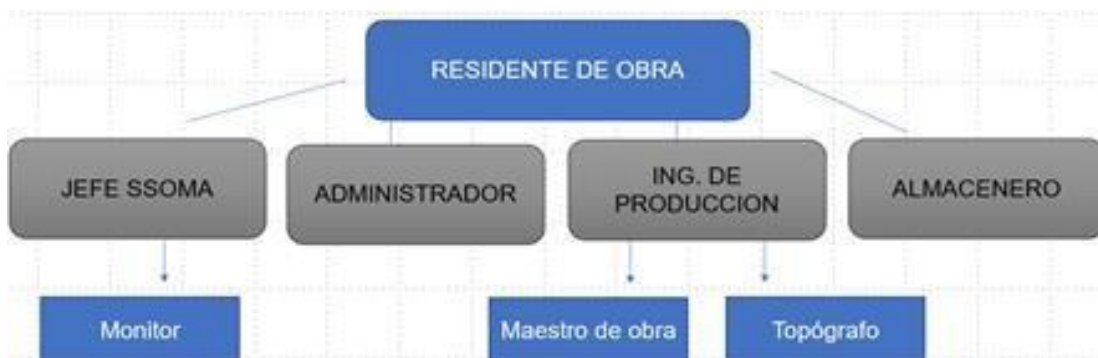 RESIDENTE DE OBRA
JEFE SSOMA
ADMINISTRADOR
ING. DE
PRODUCCION
ALMACENERO
Monitor
Maestro de obra
Topógrafo